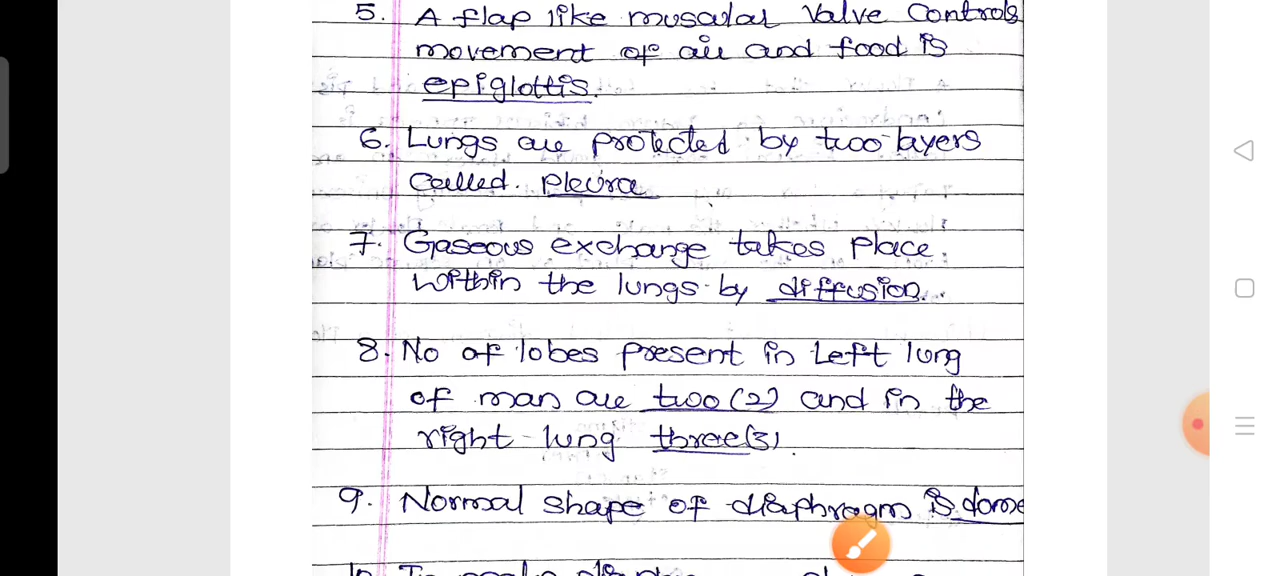 5. A flap like muscular valve controls
movement of air and food is
epiglottis.
6. Lungs are protected by two layers
called. Pleura
7. Gaseous exchange takes place.
within the lungs by diffusion.
8. No of lobes present in left lung
of man are two (2) and in the
right lung three (3).
9. Normal shape of diaphragm is dome